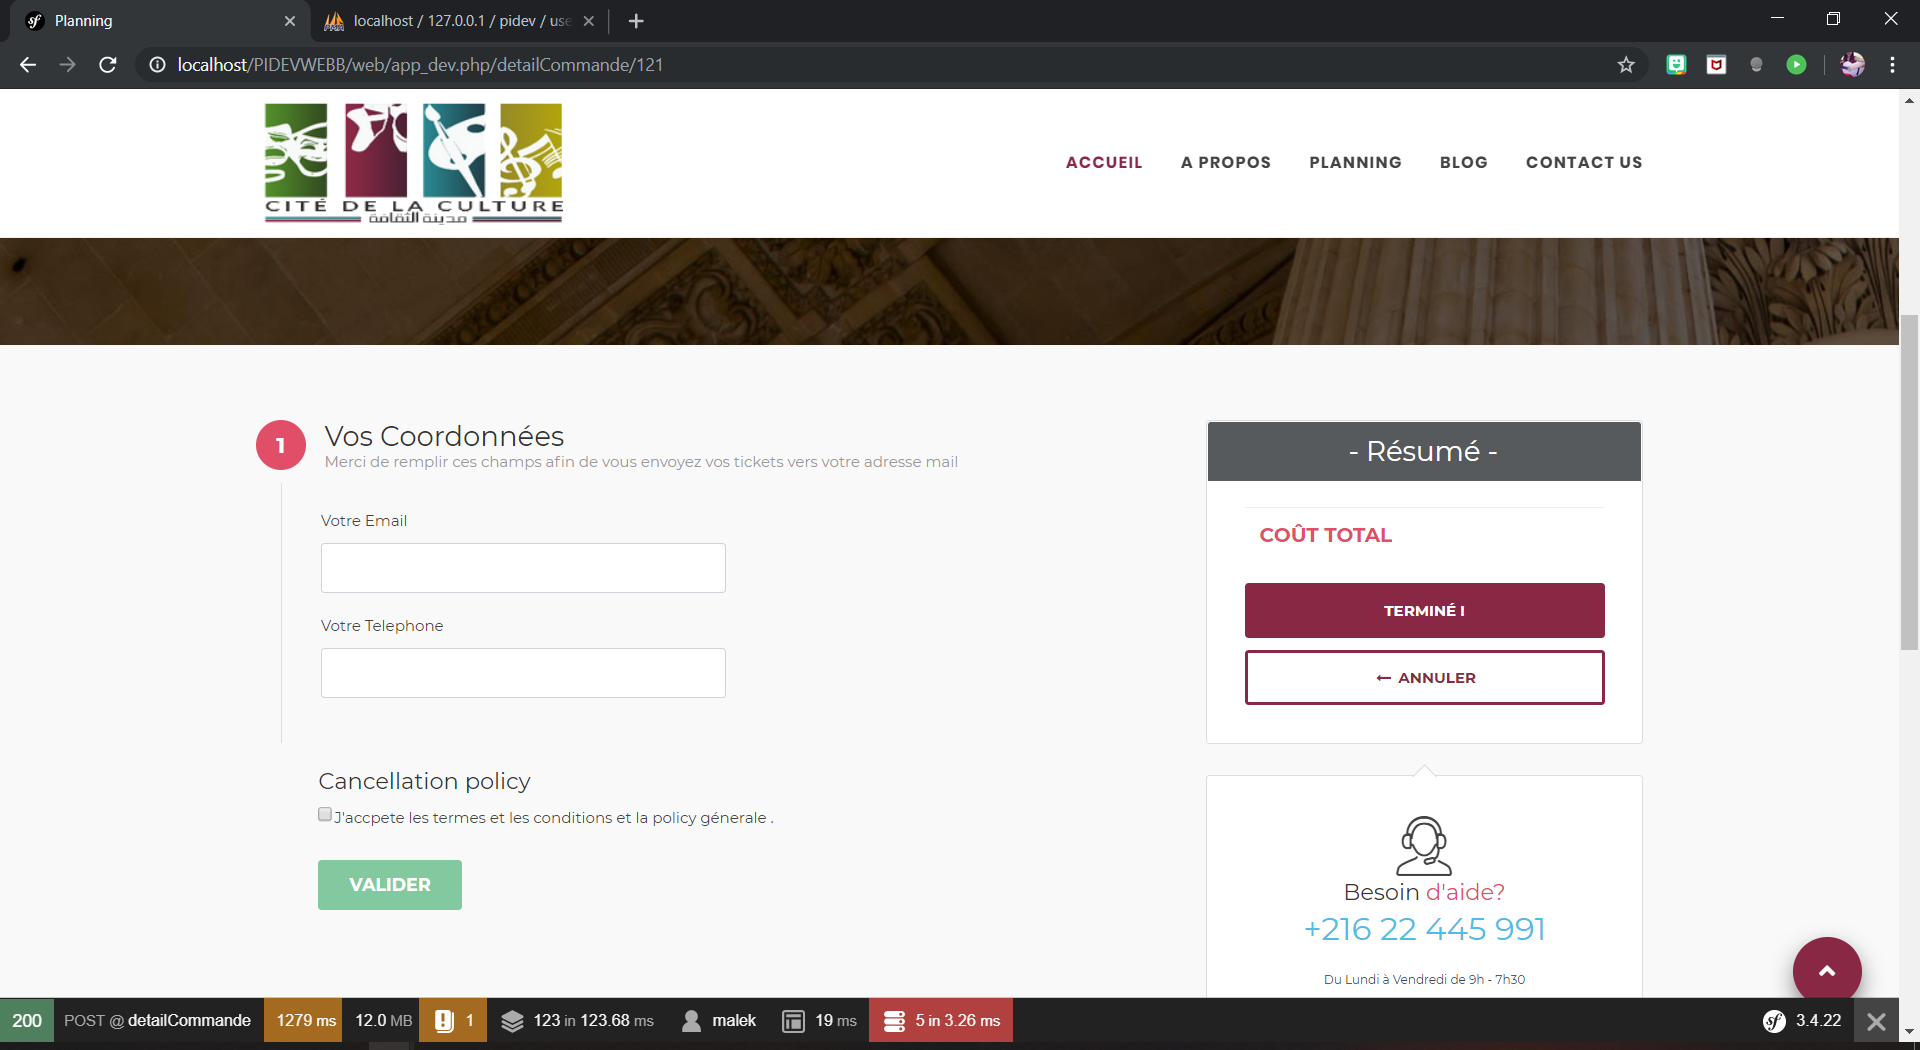 Planning
localhost / 127.0.0.1 / pidev / use
localhost/PIDEVWEBB/web/app_dev.php/detailCommande/121
CITÉ DE LA CULTURE
مدينة الثقافة
ACCUEIL
A PROPOS
PLANNING
BLOG
CONTACT US
1
Vos Coordonnées
Merci de remplir ces champs afin de vous envoyez vos tickets vers votre adresse mail
Votre Email
Votre Telephone
Cancellation policy
J'accpete les termes et les conditions et la policy génerale .
VALIDER
- Résumé -
COÛT TOTAL
TERMINÉ !
← ANNULER
Besoin d'aide?
+216 22 445 991
Du Lundi à Vendredi de 9h - 7h30
200 POST @ detailCommande 1279 ms 12.0 MB 1 123 in 123.68 ms malek 19 ms 5 in 3.26 ms sf 3.4.22